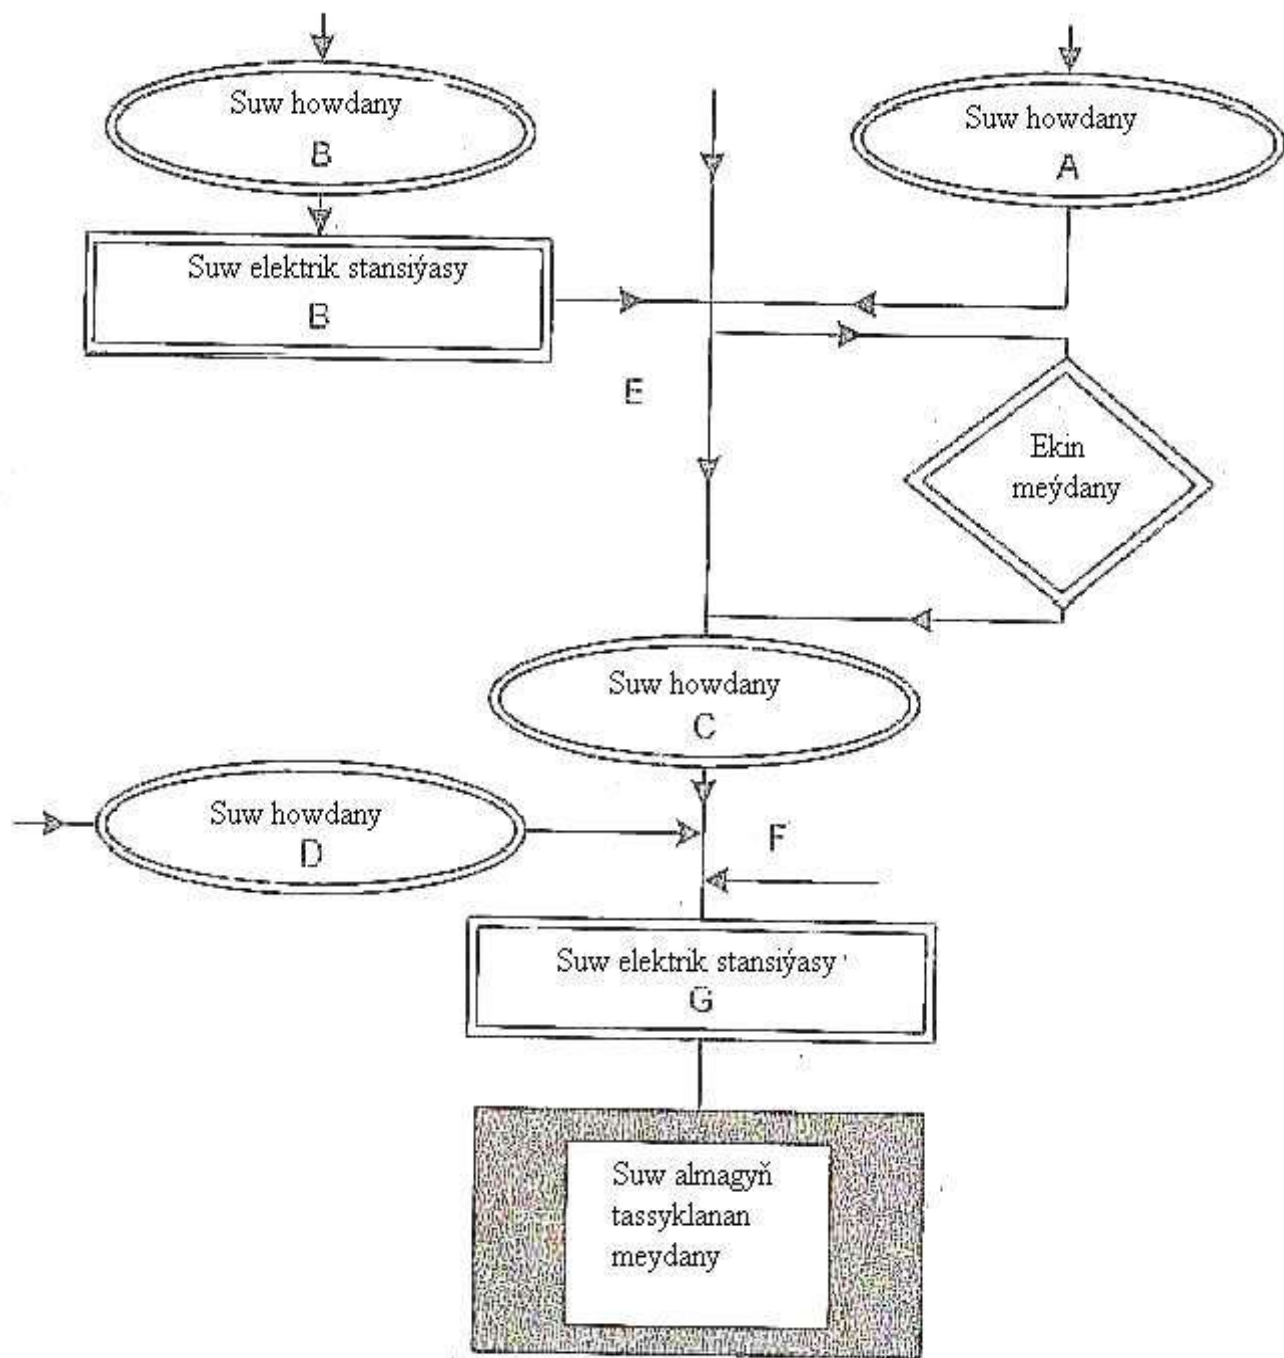 Suw howdany
B
Suw howdany
A
Suw elektrik stansiýasy
B
E
Ekin
meýdany
Suw howdany
C
Suw howdany
D
F
Suw elektrik stansiýasy
G
Suw almagyň
tassyklanan
meydany